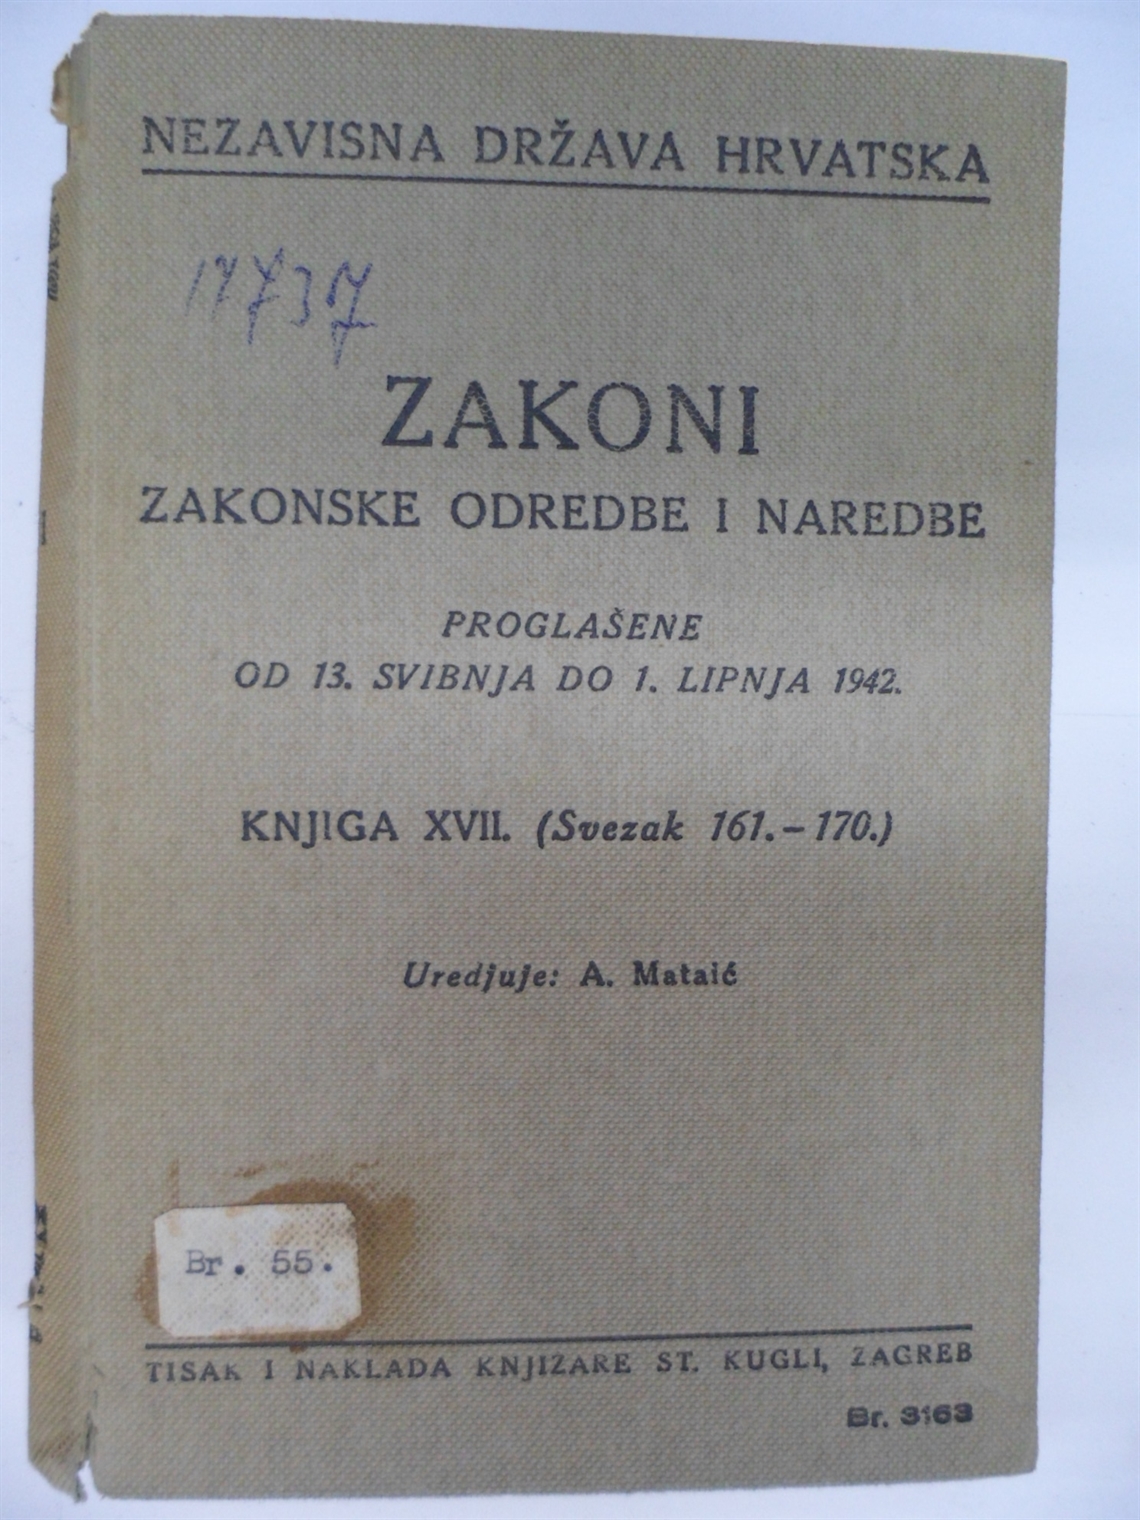 NEZAVISNA DRŽAVA HRVATSKA
17737
ZAKONI
ZAKONSKE ODREDBE I NAREDBE
PROGLAŠENE
OD 13. SVIBNJA DO 1. LIPNJA 1942.
KNJIGA XVII. (Svezak 161.–170.)
Uredjuje: A. Mataić
Br. 55.
TISAK I NAKLADA KNJIŽARE ST. KUGLI, ZAGREB
Br. 3163